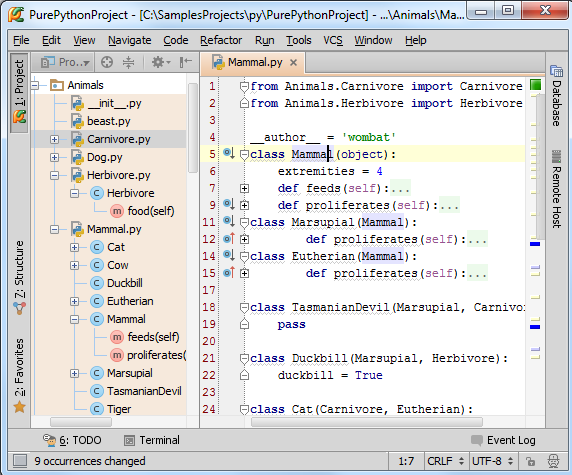 PurePythonProject - [C:\SamplesProjects\py\PurePythonProject] - ...\Animals\Ma...
File Edit View Navigate Code Refactor Run Tools VCS Window Help
1: Project
Z: Structure
2: Favorites
Pro...
Animals
__init__.py
beast.py
Carnivore.py
Dog.py
Herbivore.py
Herbivore
food(self)
Mammal.py
Cat
Cow
Duckbill
Eutherian
Mammal
feeds(self)
proliferates(
Marsupial
TasmanianDevil
Tiger
Mammal.py
1 from Animals.Carnivore import Carnivore
2 from Animals.Herbivore import Herbivore
3
4 __author__ = 'wombat'
5 class Mammal(object):
6 extremities = 4
7 def feeds(self):...
9 def proliferates(self):...
11 class Marsupial(Mammal):
12 def proliferates(self):...
14 class Eutherian(Mammal):
15 def proliferates(self):...
17
18 class TasmanianDevil(Marsupial, Carnivo
19 pass
20
21 class Duckbill(Marsupial, Herbivore):
22 duckbill = True
23
24 class Cat(Carnivore, Eutherian):
Database
Remote Host
6: TODO Terminal Event Log
9 occurrences changed 1:7 CRLF UTF-8